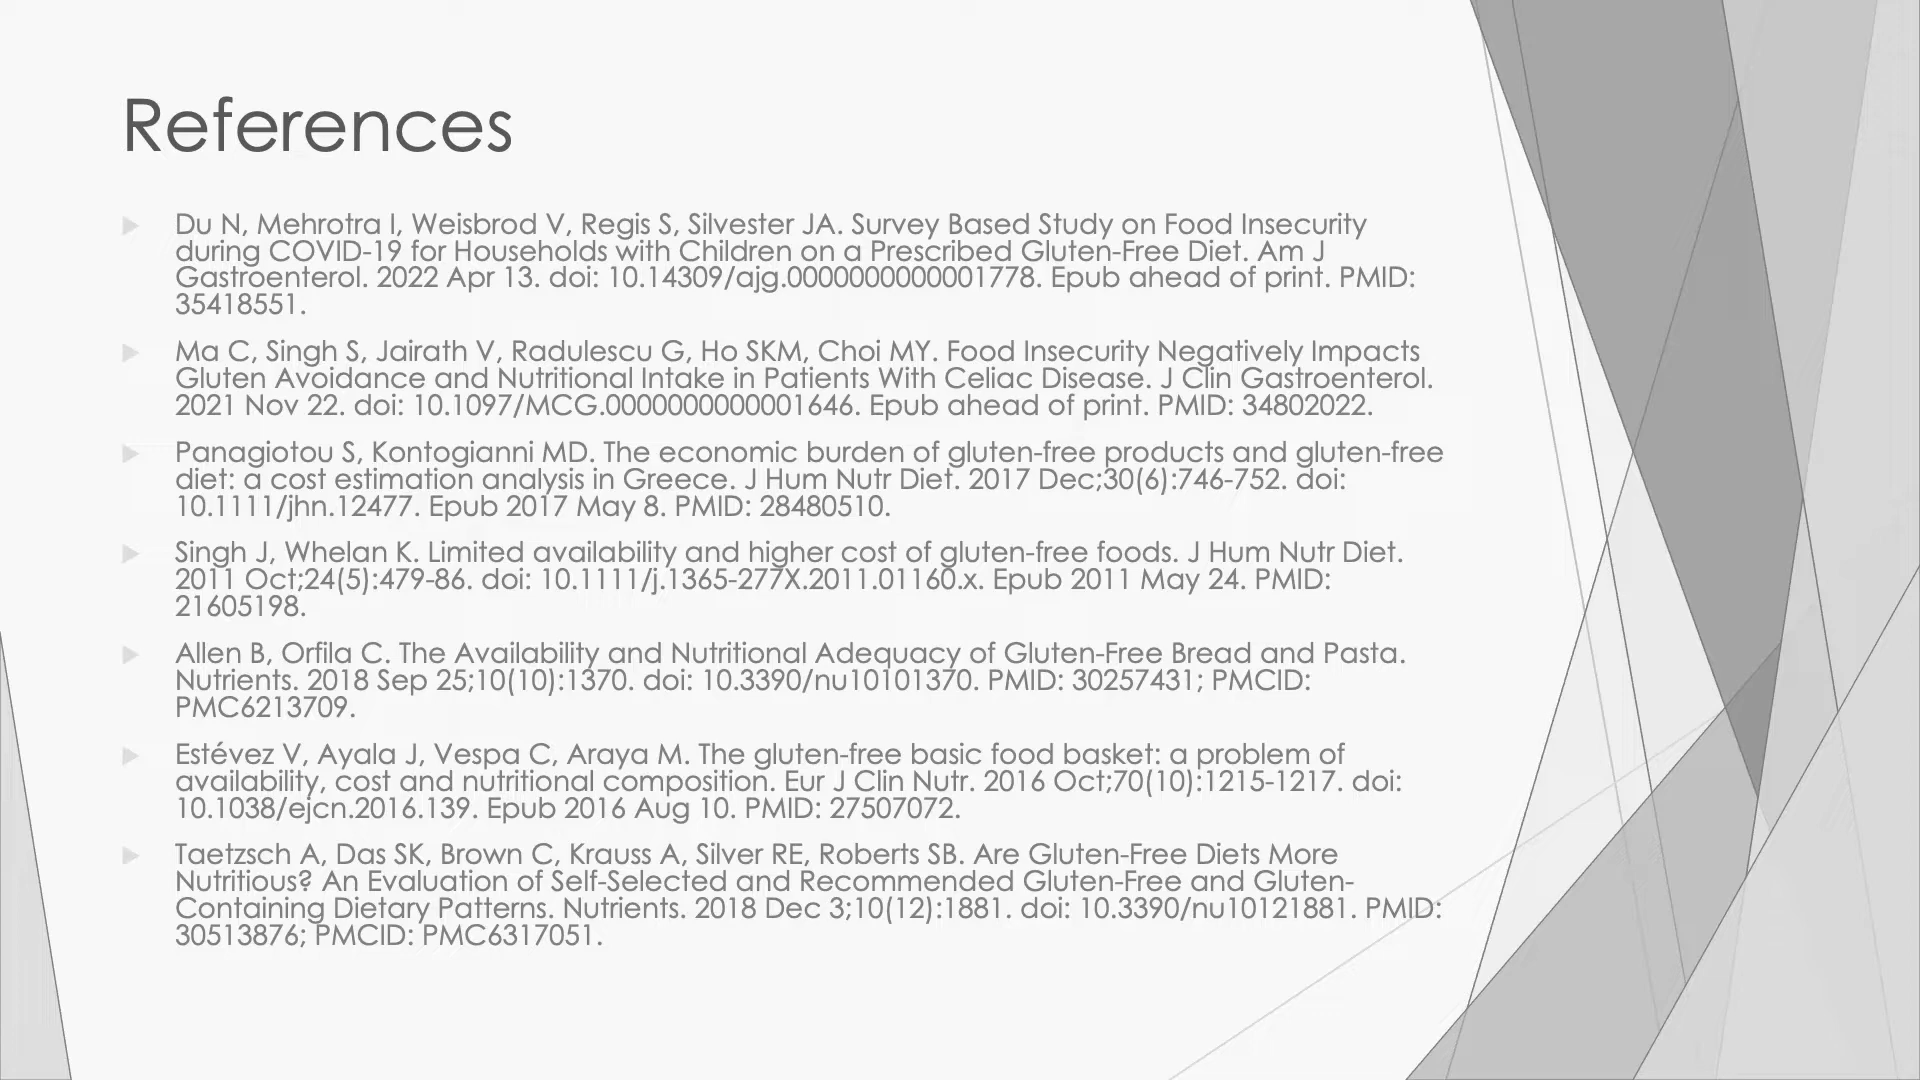 References
Du N, Mehrotra I, Weisbrod V, Regis S, Silvester JA. Survey Based Study on Food Insecurity
during COVID-19 for Households with Children on a Prescribed Gluten-Free Diet. Am J
Gastroenterol. 2022 Apr 13. doi: 10.14309/ajg.0000000000001778. Epub ahead of print. PMID:
35418551.
Ma C, Singh S, Jairath V, Radulescu G, Ho SKM, Choi MY. Food Insecurity Negatively Impacts
Gluten Avoidance and Nutritional Intake in Patients With Celiac Disease. J Clin Gastroenterol.
2021 Nov 22. doi: 10.1097/MCG.0000000000001646. Epub ahead of print. PMID: 34802022.
Panagiotou S, Kontogianni MD. The economic burden of gluten-free products and gluten-free
diet: a cost estimation analysis in Greece. J Hum Nutr Diet. 2017 Dec;30(6):746-752. doi:
10.1111/jhn.12477. Epub 2017 May 8. PMID: 28480510.
Singh J, Whelan K. Limited availability and higher cost of gluten-free foods. J Hum Nutr Diet.
2011 Oct;24(5):479-86. doi: 10.1111/j.1365-277X.2011.01160.x. Epub 2011 May 24. PMID:
21605198.
Allen B, Orfila C. The Availability and Nutritional Adequacy of Gluten-Free Bread and Pasta.
Nutrients. 2018 Sep 25;10(10):1370. doi: 10.3390/nu10101370. PMID: 30257431; PMCID:
PMC6213709.
Estévez V, Ayala J, Vespa C, Araya M. The gluten-free basic food basket: a problem of
availability, cost and nutritional composition. Eur J Clin Nutr. 2016 Oct;70(10):1215-1217. doi:
10.1038/ejcn.2016.139. Epub 2016 Aug 10. PMID: 27507072.
Taetzsch A, Das SK, Brown C, Krauss A, Silver RE, Roberts SB. Are Gluten-Free Diets More
Nutritious? An Evaluation of Self-Selected and Recommended Gluten-Free and Gluten-
Containing Dietary Patterns. Nutrients. 2018 Dec 3;10(12):1881. doi: 10.3390/nu10121881. PMID:
30513876; PMCID: PMC6317051.